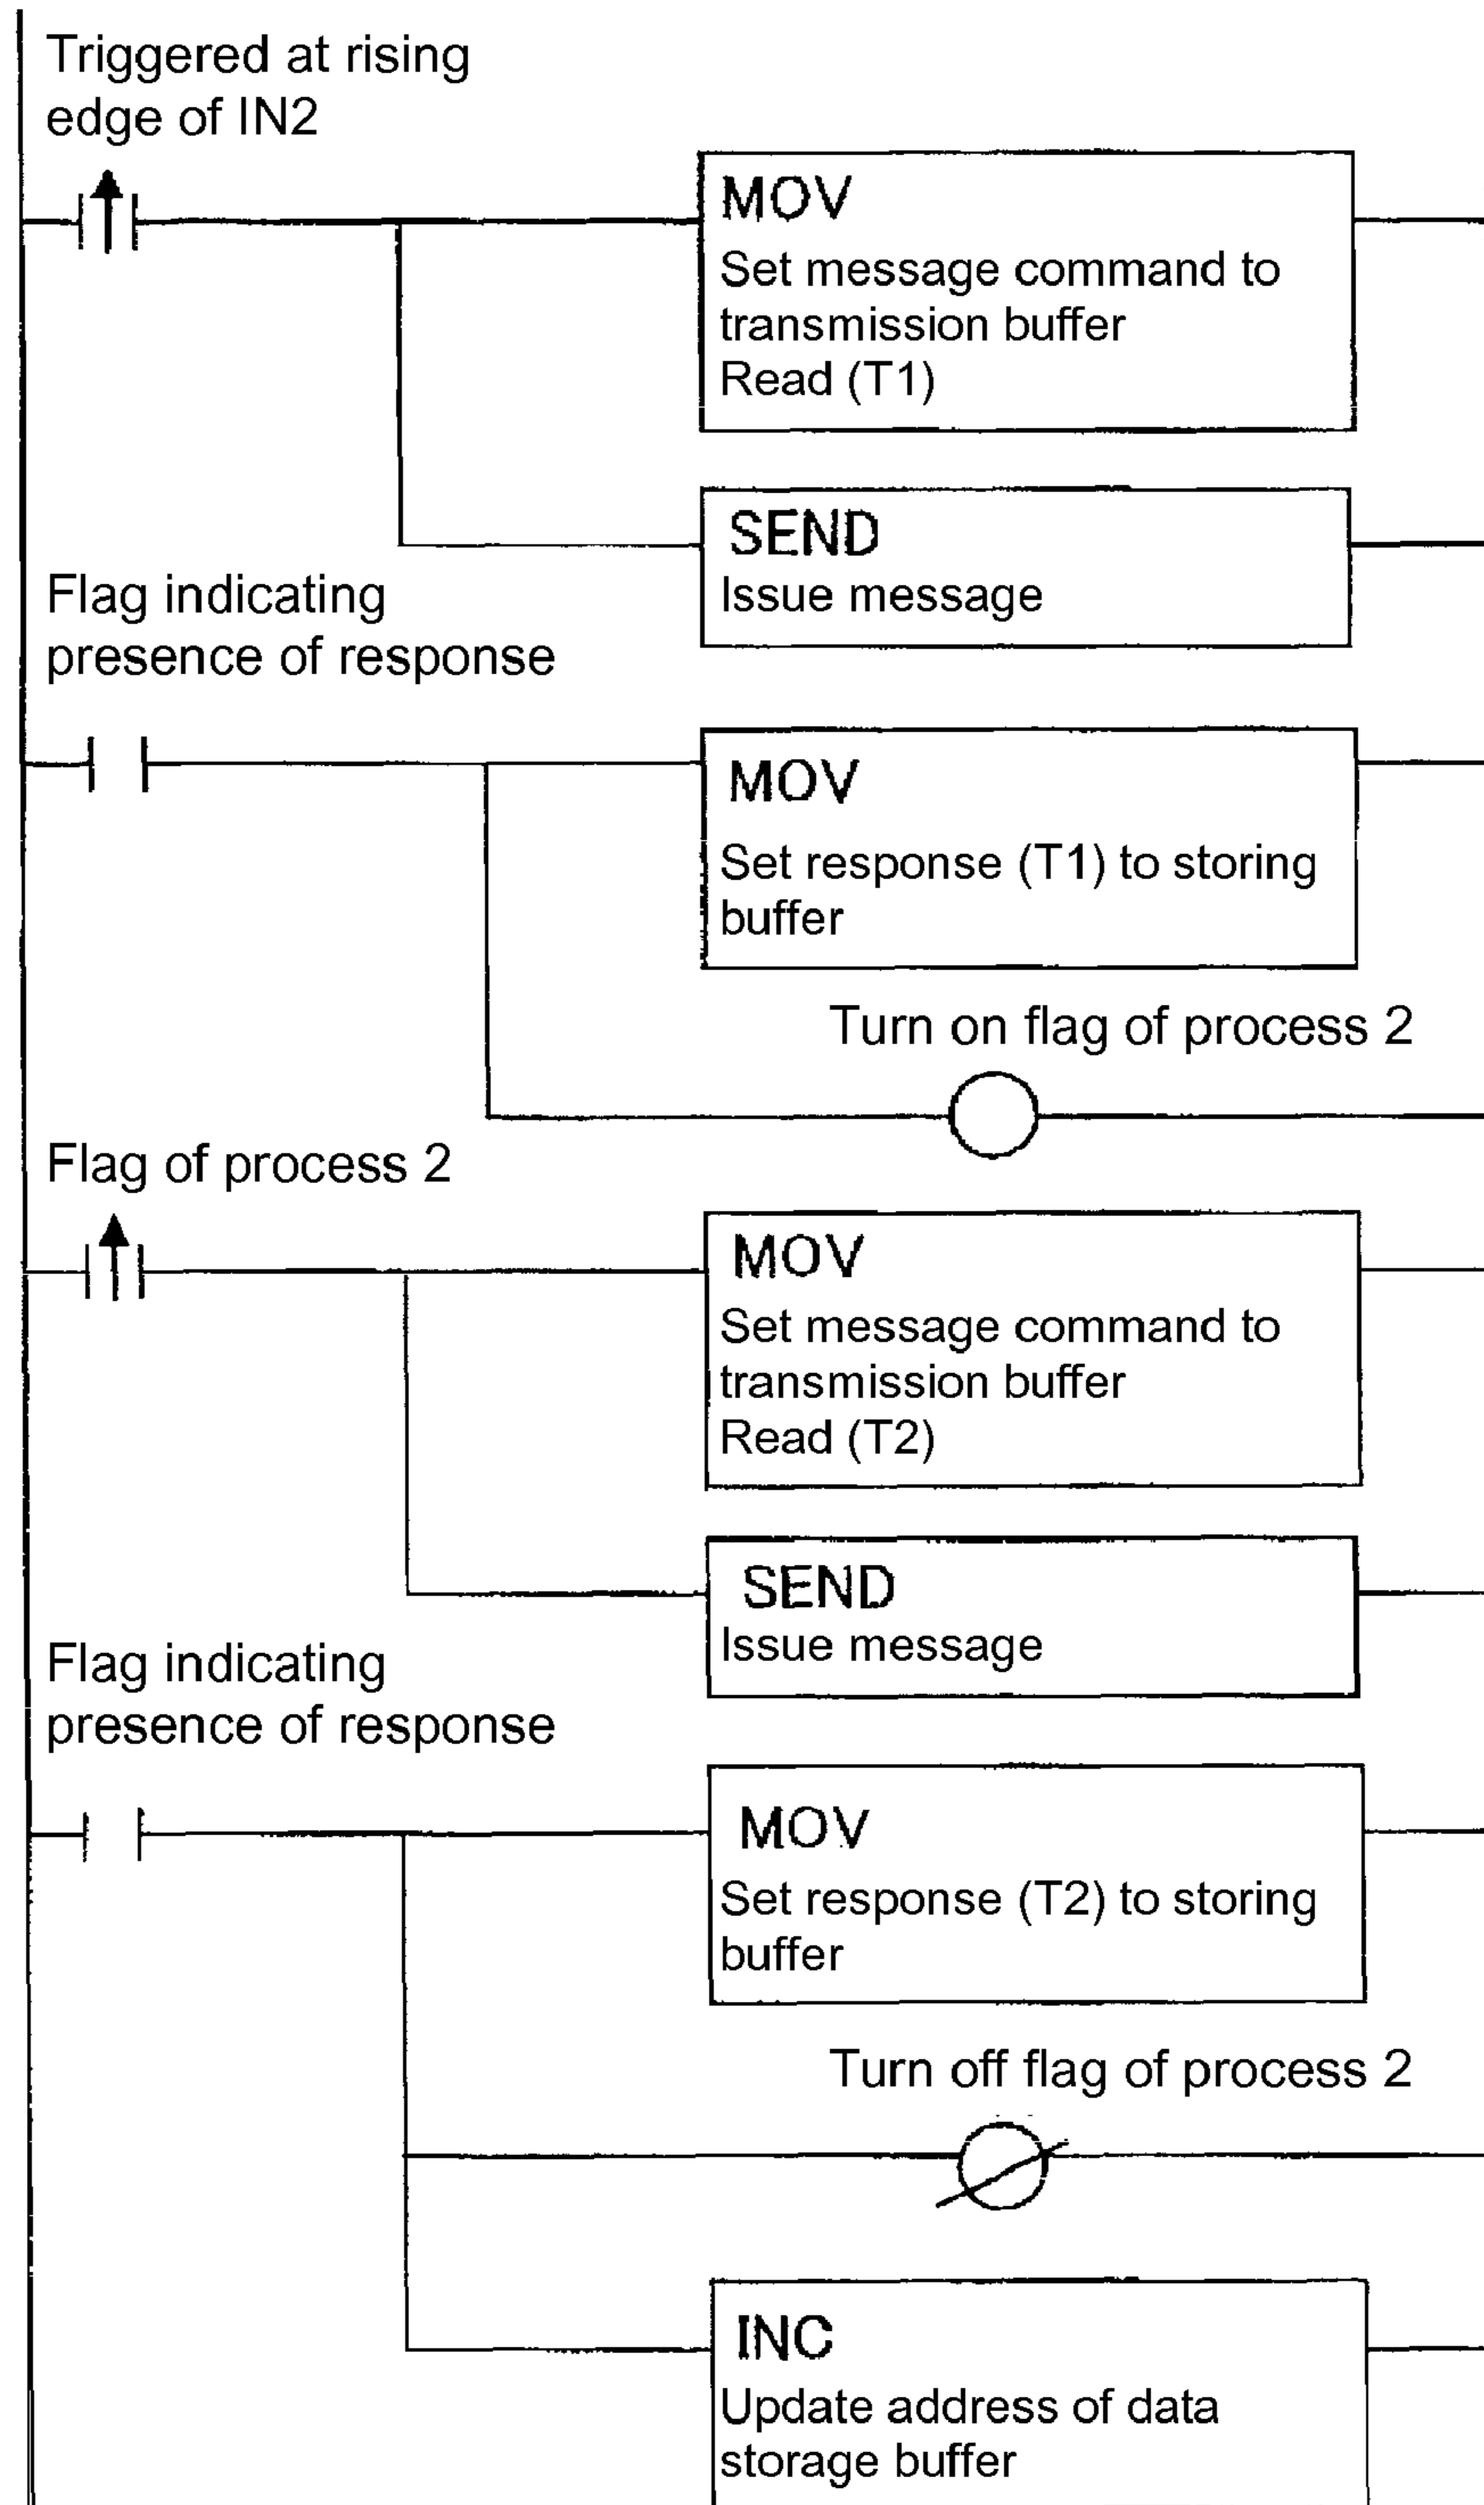 Triggered at rising
edge of IN2
MOV
Set message command to
transmission buffer
Read (T1)
SEND
Issue message
Flag indicating
presence of response
MOV
Set response (T1) to storing
buffer
Turn on flag of process 2
Flag of process 2
MOV
Set message command to
transmission buffer
Read (T2)
SEND
Issue message
Flag indicating
presence of response
MOV
Set response (T2) to storing
buffer
Turn off flag of process 2
INC
Update address of data
storage buffer